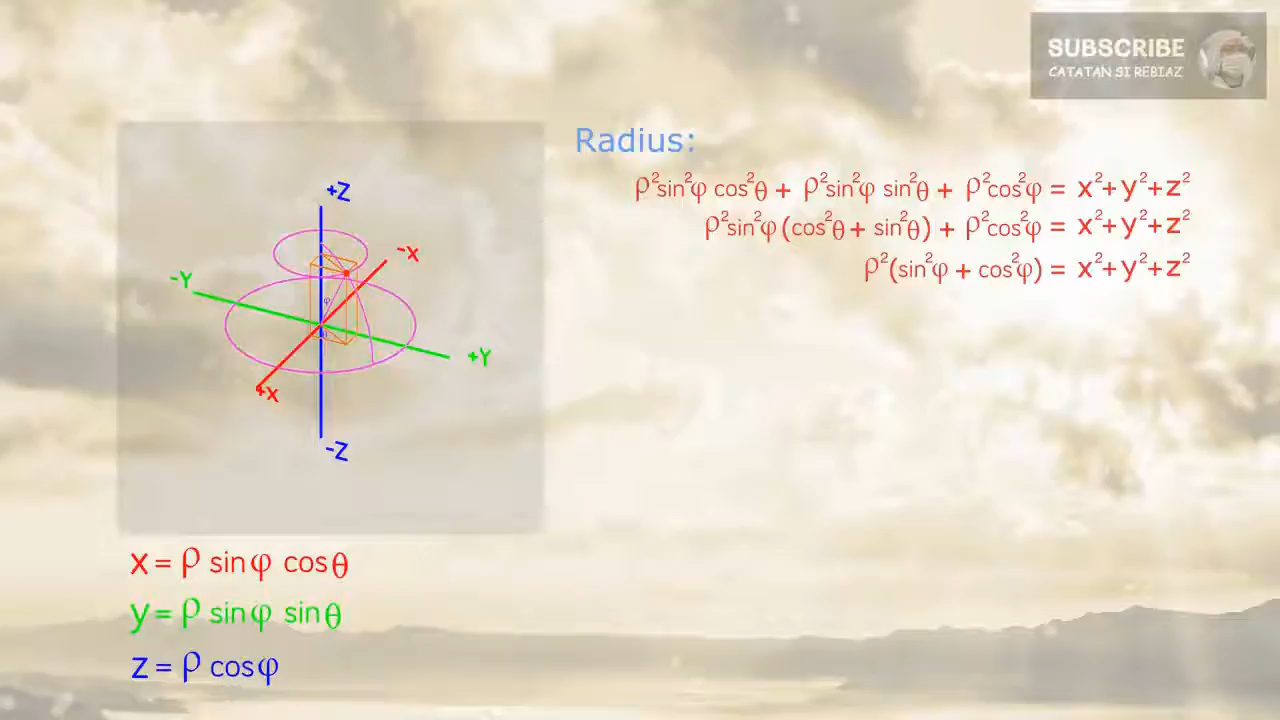 SUBSCRIBE
CATATAN SI REBIAZ
Radius:
ρ²sin²φ cos²θ + ρ²sin²φ sin²θ + ρ²cos²φ = x²+y²+z²
ρ²sin²φ (cos²θ + sin²θ) + ρ²cos²φ = x²+y²+z²
ρ²(sin²φ + cos²φ) = x²+y²+z²
+Z
-X
-Y
φ
θ
+Y
+X
-Z
x = ρ sinφ cosθ
y = ρ sinφ sinθ
z = ρ cosφ